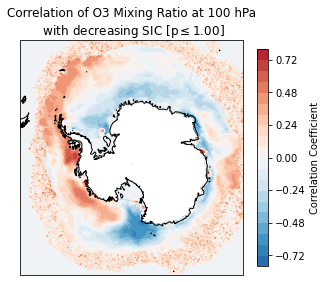 Correlation of O3 Mixing Ratio at 100 hPa
with decreasing SIC [p ≤ 1.00]
0.72
0.48
0.24
0.00
−0.24
−0.48
−0.72
Correlation Coefficient